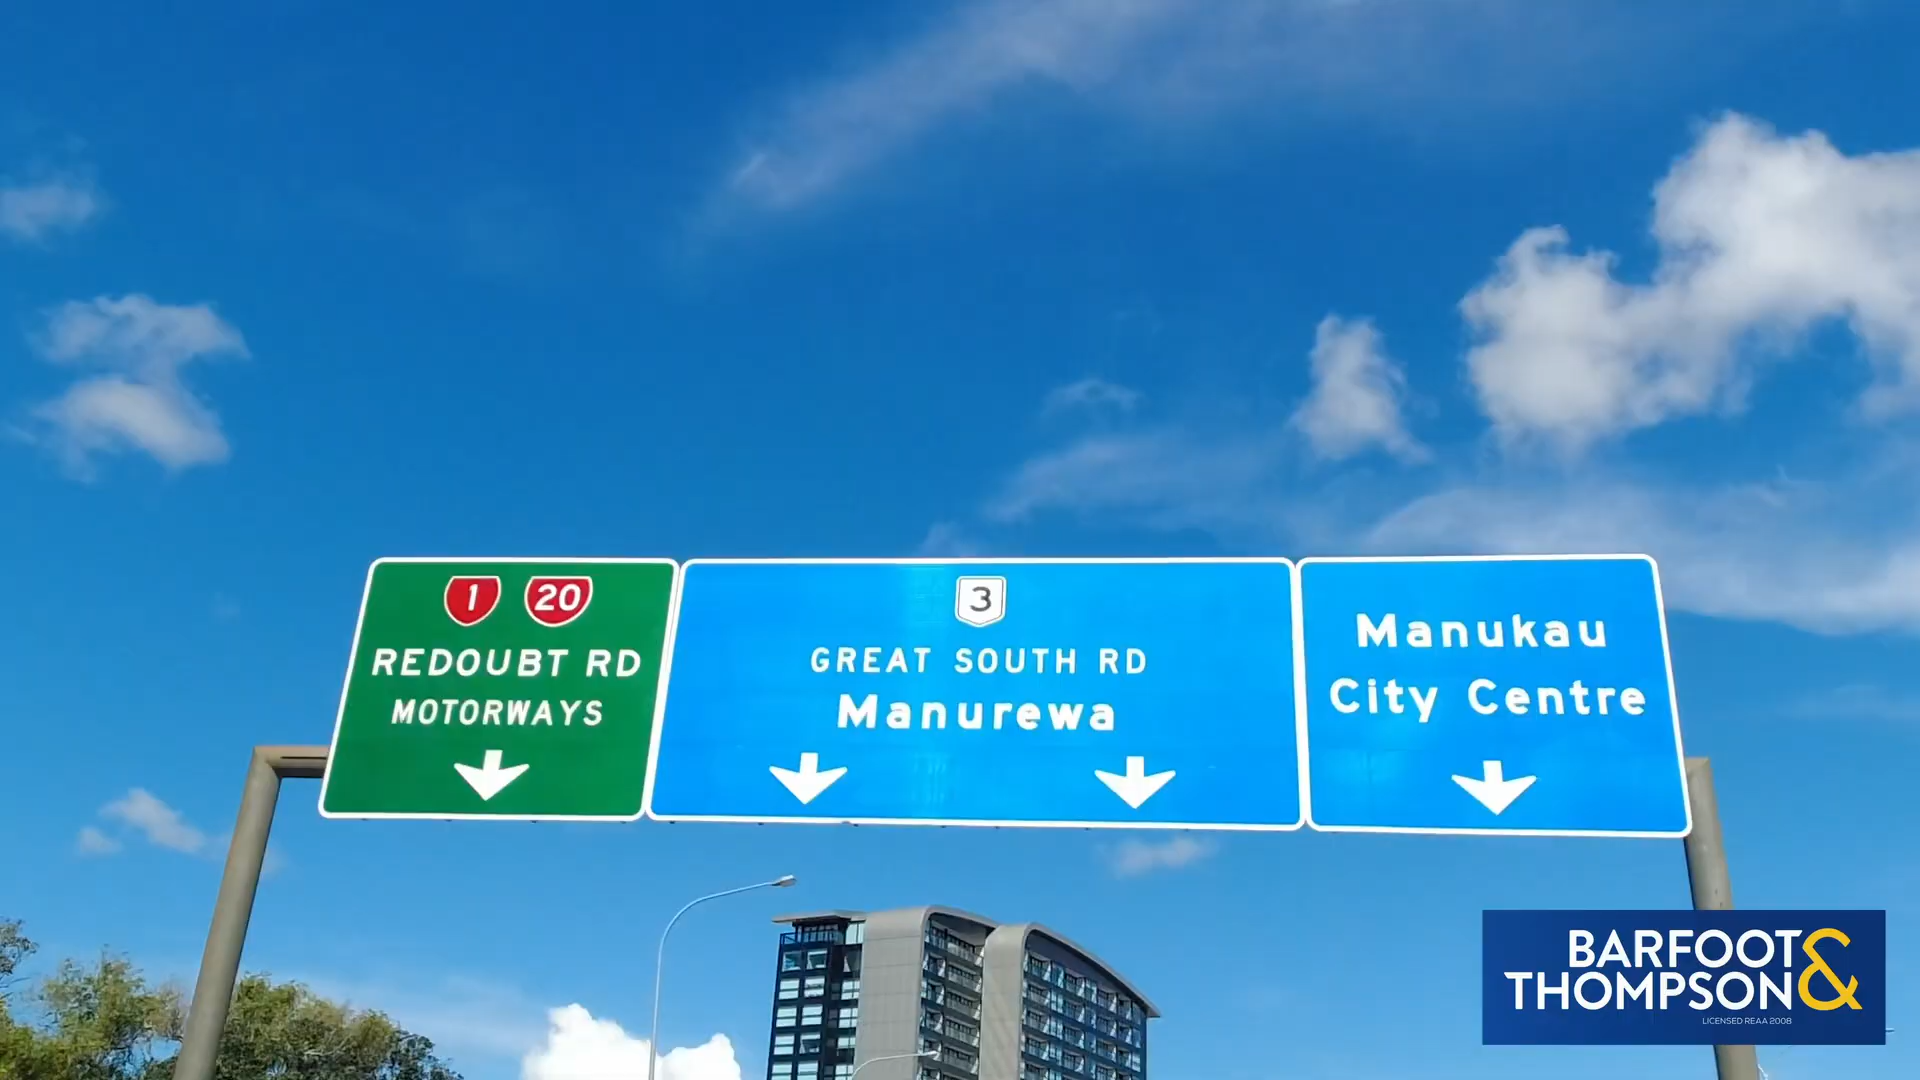 1 20
REDOUBT RD
MOTORWAYS
3
GREAT SOUTH RD
Manurewa
Manukau
City Centre
BARFOOT &
THOMPSON
LICENSED REAA 2008